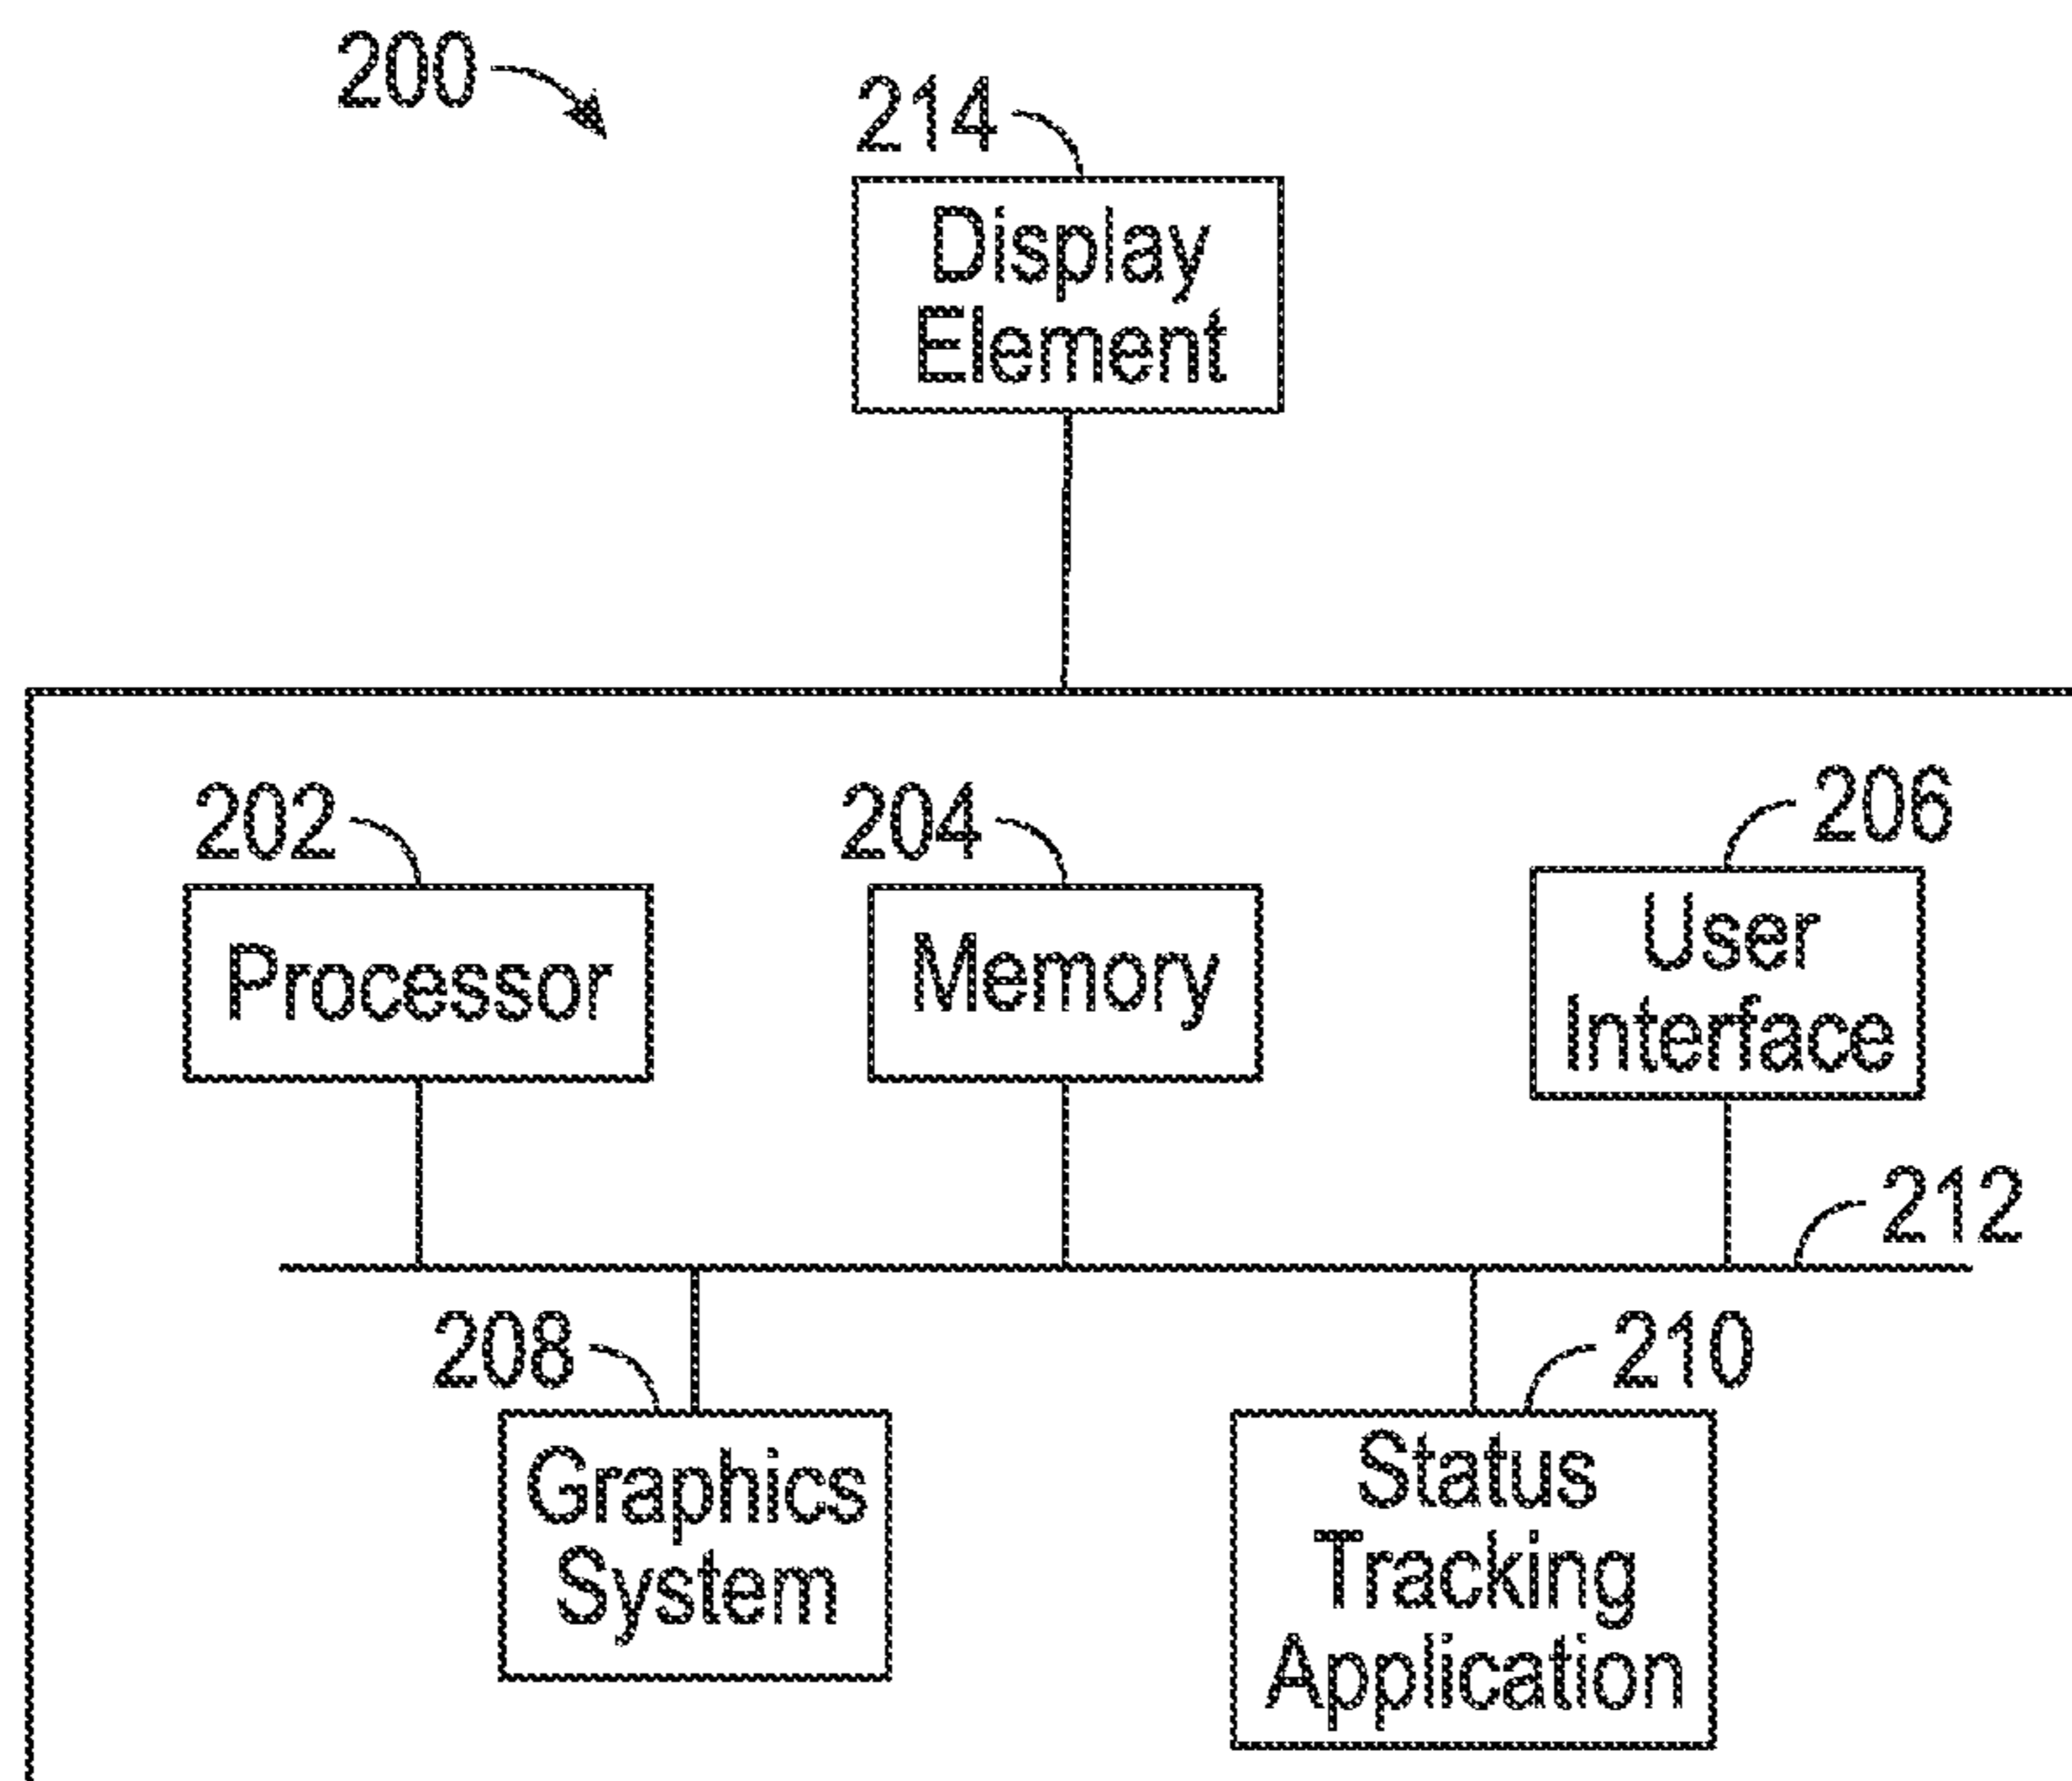 200
214
Display
Element
202
204
206
Processor
Memory
User
Interface
212
208
210
Graphics
System
Status
Tracking
Application